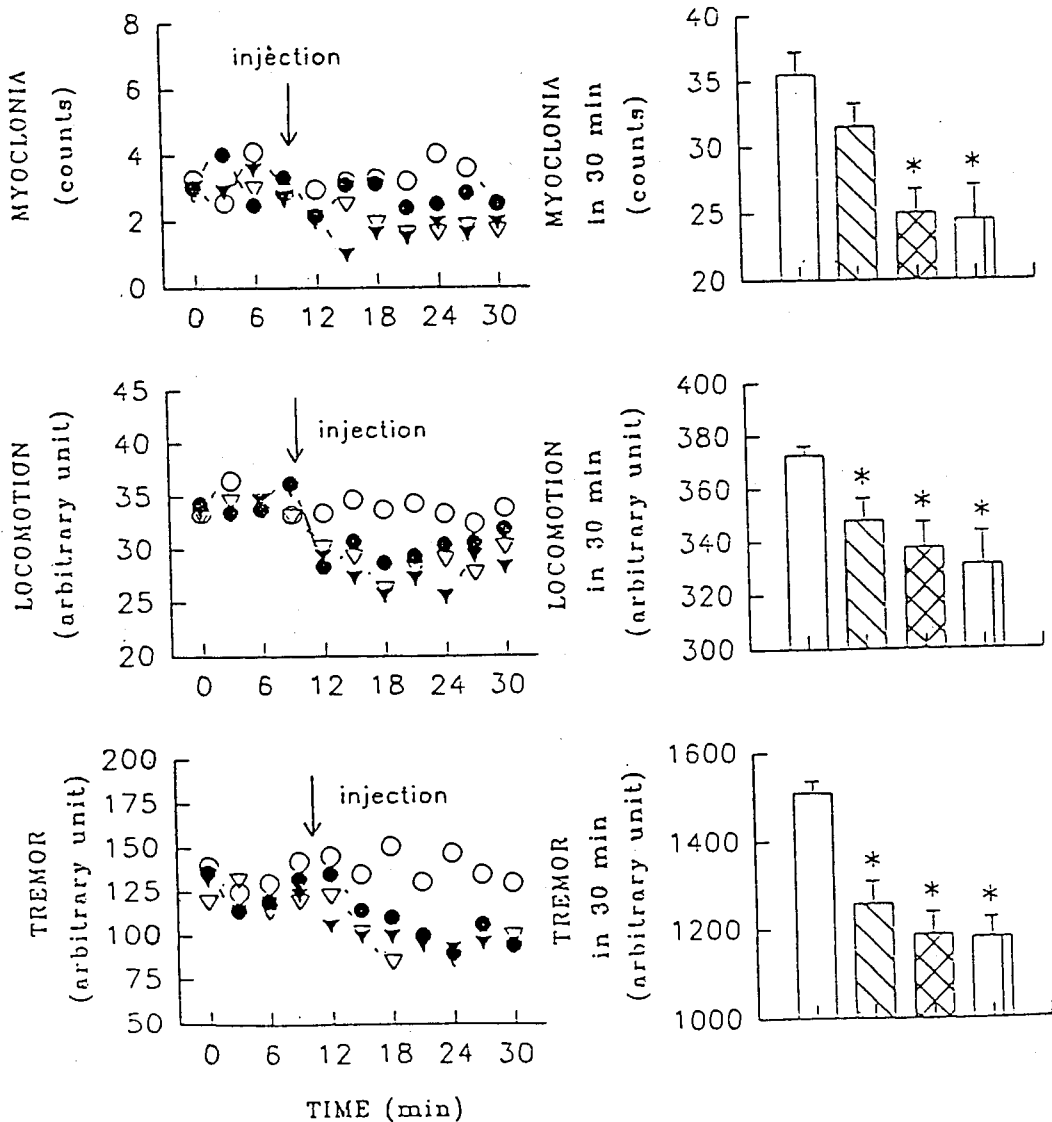 MYOCLONIA
(counts)
8
6
4
2
0
injection
0 6 12 18 24 30
MYOCLONIA
in 30 min
(counts)
40
35
30
25
20
* *
LOCOMOTION
(arbitrary unit)
45
40
35
30
25
20
injection
0 6 12 18 24 30
LOCOMOTION
in 30 min
(arbitrary unit)
400
380
360
340
320
300
* * *
TREMOR
(arbitrary unit)
200
175
150
125
100
75
50
injection
0 6 12 18 24 30
TIME (min)
TREMOR
in 30 min
(arbitrary unit)
1600
1400
1200
1000
* * *